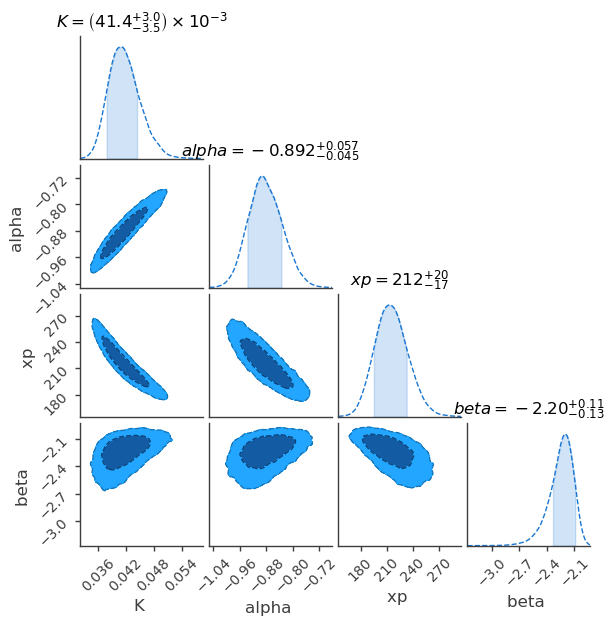 K = (41.4^{+3.0}_{-3.5}) × 10^{-3}
alpha = −0.892^{+0.057}_{-0.045}
−0.72
−0.80
−0.88
−0.96
−1.04
alpha
xp = 212^{+20}_{-17}
270
240
210
180
xp
beta = −2.20^{+0.11}_{-0.13}
−2.1
−2.4
−2.7
−3.0
beta
0.036 0.042 0.048 0.054
K
−1.04 −0.96 −0.88 −0.80 −0.72
alpha
180 210 240 270
xp
−3.0 −2.7 −2.4 −2.1
beta